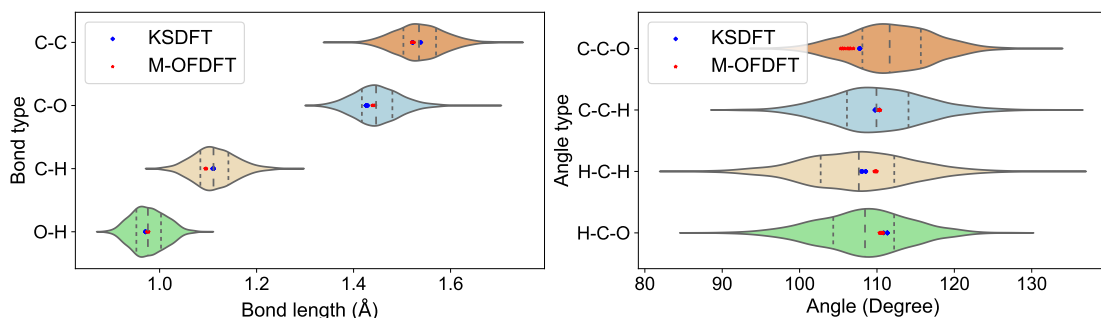 KSDFT
M-OFDFT
Bond type
C-C
C-O
C-H
O-H
1.0
1.2
1.4
1.6
Bond length (Å)
KSDFT
M-OFDFT
Angle type
C-C-O
C-C-H
H-C-H
H-C-O
80
90
100
110
120
130
Angle (Degree)